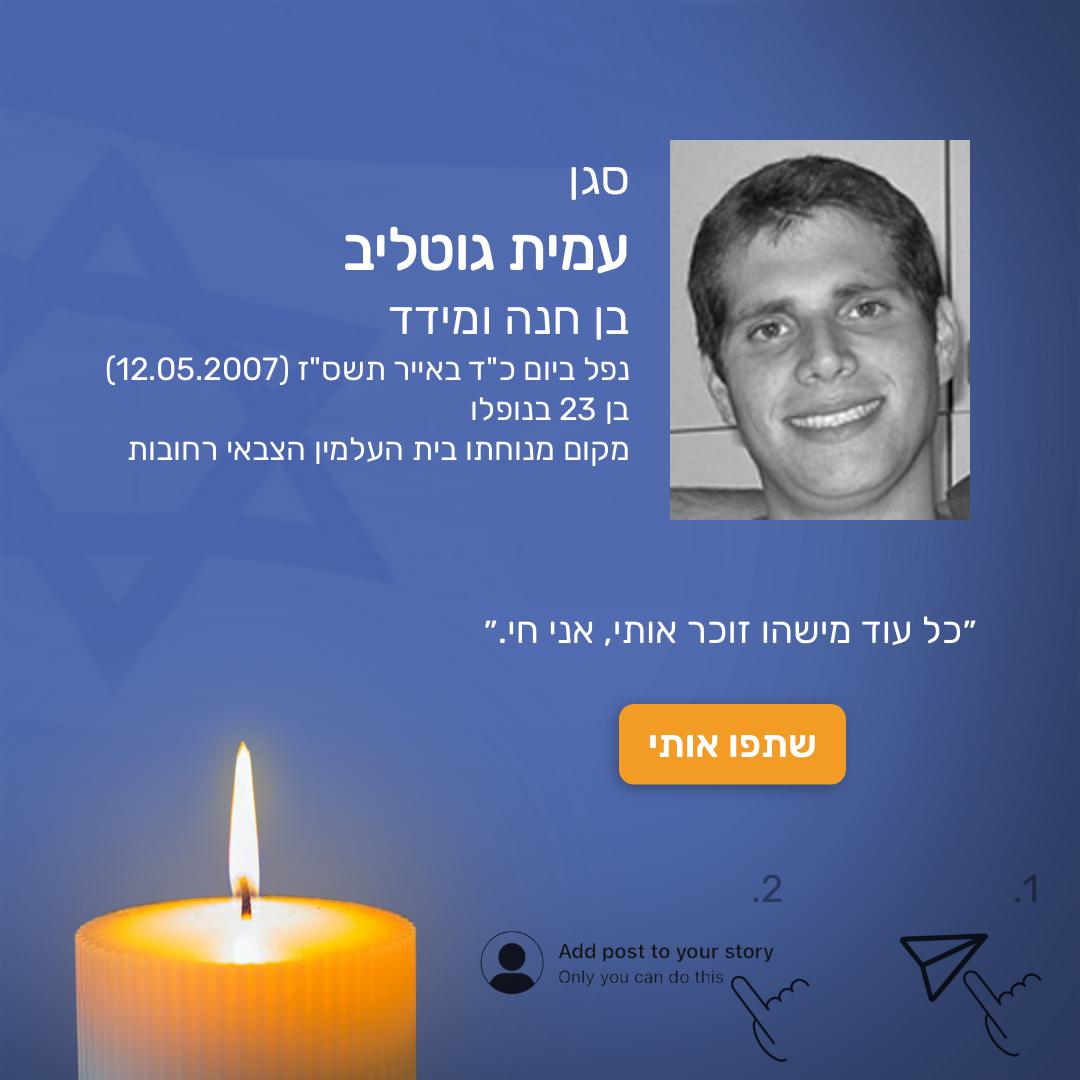 סגן
עמית גוטליב
בן חנה ומידד
נפל ביום כ"ד באייר תשס"ז (12.05.2007)
בן 23 בנופלו
מקום מנוחתו בית העלמין הצבאי רחובות
״כל עוד מישהו זוכר אותי, אני חי.״
שתפו אותי
1.
2.
Add post to your story
Only you can do this